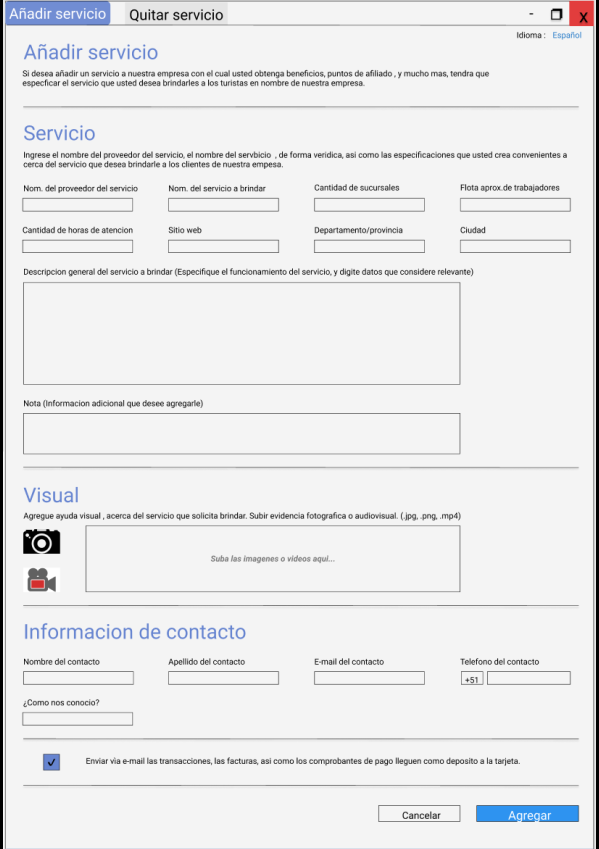 Añadir servicio Quitar servicio - X
Idioma : Español
Añadir servicio
Si desea añadir un servicio a nuestra empresa con el cual usted obtenga beneficios, puntos de afiliado , y mucho mas, tendra que
especficar el servicio que usted desea brindarles a los turistas en nombre de nuestra empresa.
Servicio
Ingrese el nombre del proveedor del servicio, el nombre del servbicio , de forma veridica, asi como las especificaciones que usted crea convenientes a
cerca del servicio que desea brindarle a los clientes de nuestra empesa.
Nom. del proveedor del servicio Nom. del servicio a brindar Cantidad de sucursales Flota aprox.de trabajadores
Cantidad de horas de atencion Sitio web Departamento/provincia Ciudad
Descripcion general del servicio a brindar (Especifique el funcionamiento del servicio, y digite datos que considere relevante)
Nota (Informacion adicional que desee agregarle)
Visual
Agregue ayuda visual , acerca del servicio que solicita brindar. Subir evidencia fotografica o audiovisual. (.jpg, .png, .mp4)
Suba las imagenes o videos aqui...
Informacion de contacto
Nombre del contacto Apellido del contacto E-mail del contacto Telefono del contacto
+51
¿Como nos conocio?
Enviar via e-mail las transacciones, las facturas, asi como los comprobantes de pago lleguen como deposito a la tarjeta.
Cancelar Agregar